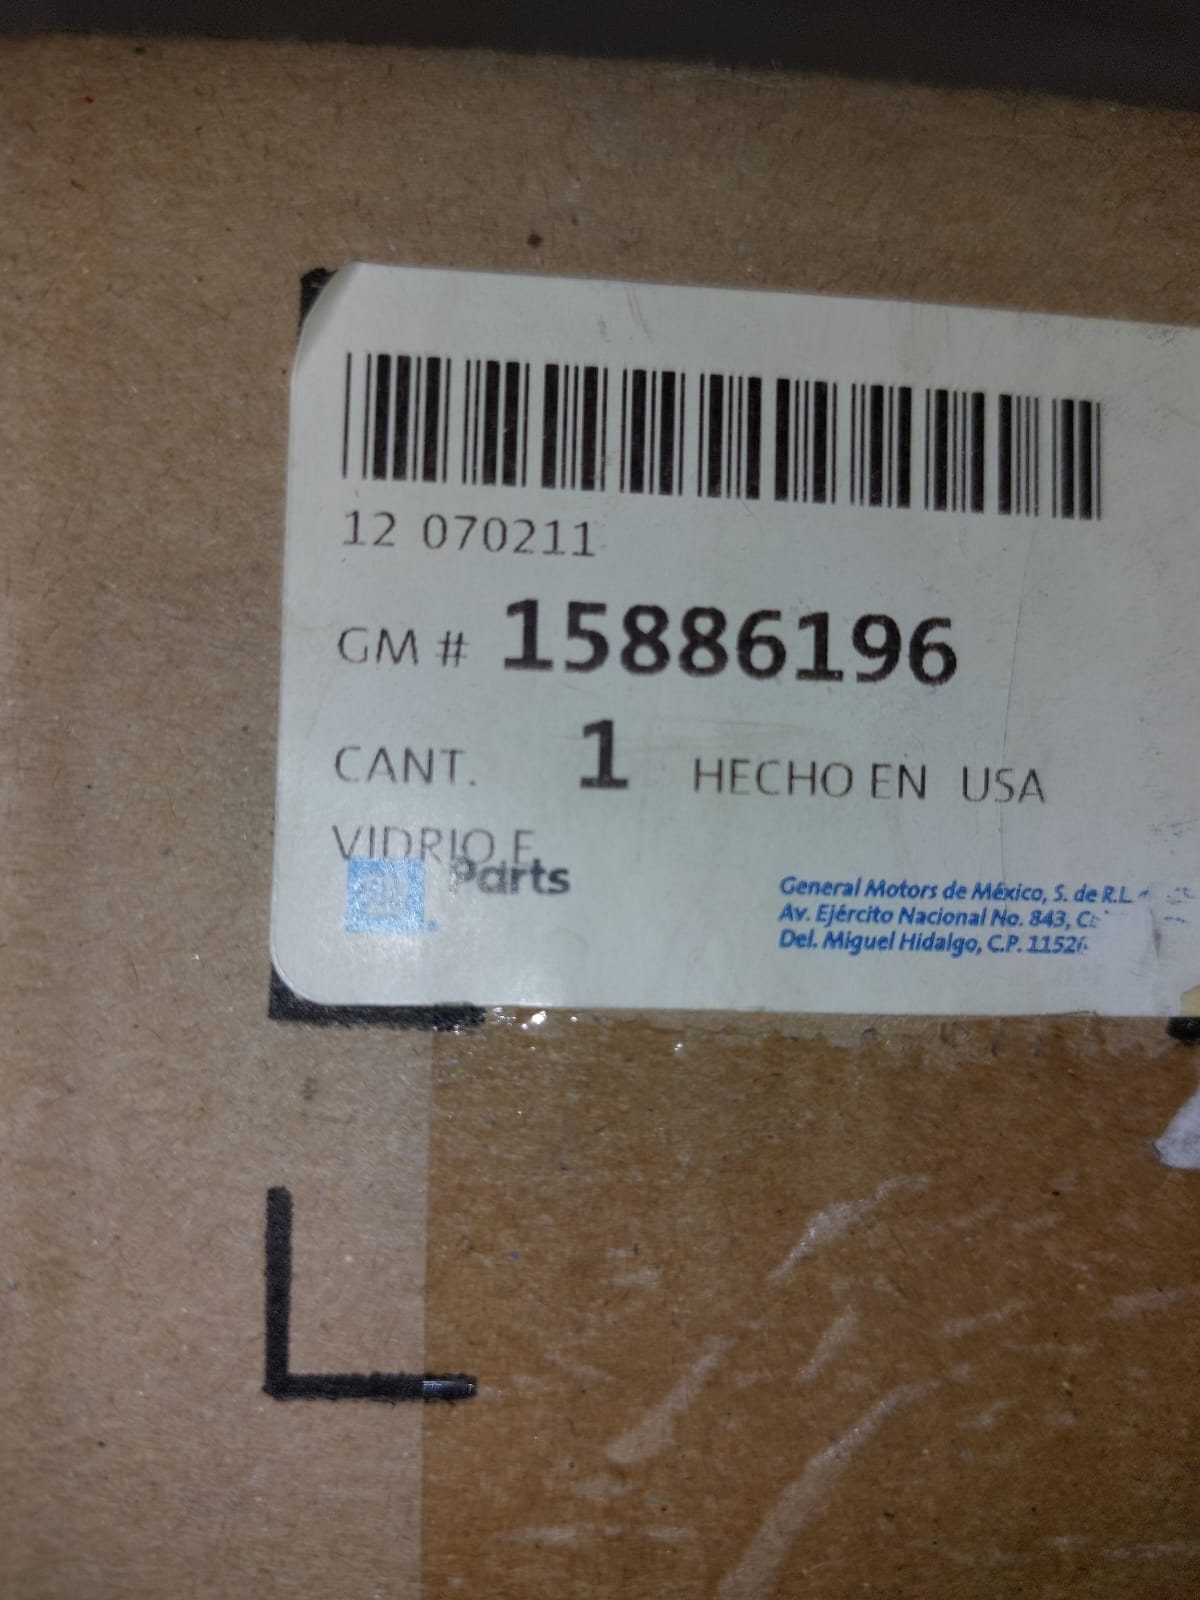 12 070211
GM # 15886196
CANT. 1 HECHO EN USA
VIDRIO,E
GM Parts
General Motors de México, S. de R.L
Av. Ejército Nacional No. 843,
Del. Miguel Hidalgo, C.P.